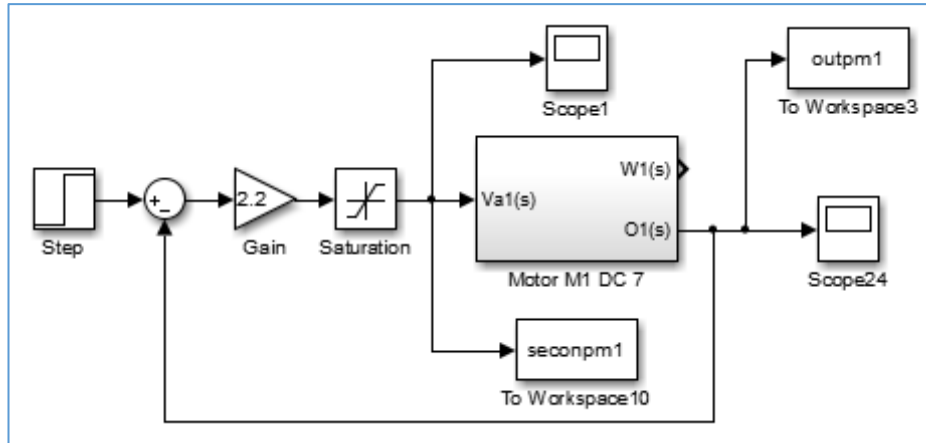 outpm1
To Workspace3
Scope1
Step
+
-
2.2
Gain
Saturation
Va1(s)
W1(s)
O1(s)
Motor M1 DC 7
Scope24
seconpm1
To Workspace10